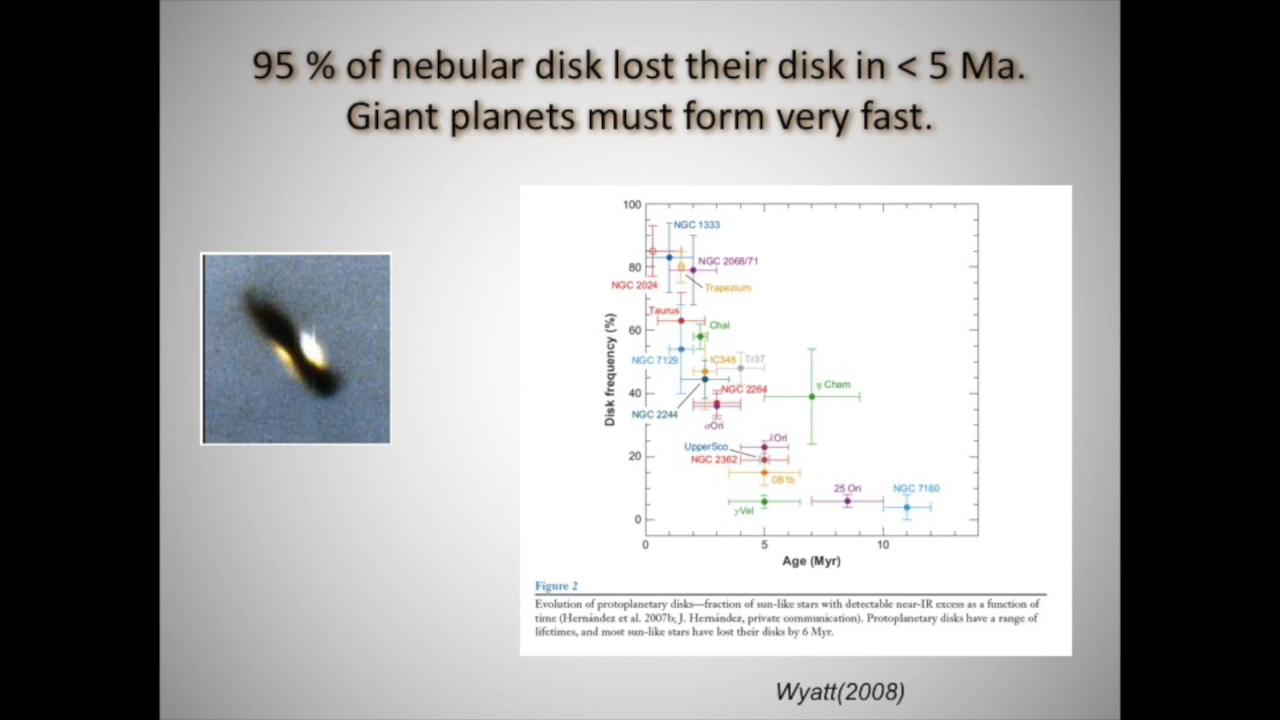 95 % of nebular disk lost their disk in < 5 Ma.
Giant planets must form very fast.
100
80
60
40
20
0
Disk frequency (%)
NGC 1333
NGC 2068/71
NGC 2024
Trapezium
Taurus
ChaI
NGC 7129
IC348
Tr37
NGC 2264
η Cham
NGC 2244
σOri
λOri
UpperSco
NGC 2362
OB1b
25 Ori
NGC 7160
γVel
0
5
10
Age (Myr)
Figure 2
Evolution of protoplanetary disks—fraction of sun-like stars with detectable near-IR excess as a function of
time (Hernández et al. 2007b; J. Hernández, private communication). Protoplanetary disks have a range of
lifetimes, and most sun-like stars have lost their disks by 6 Myr.
Wyatt(2008)